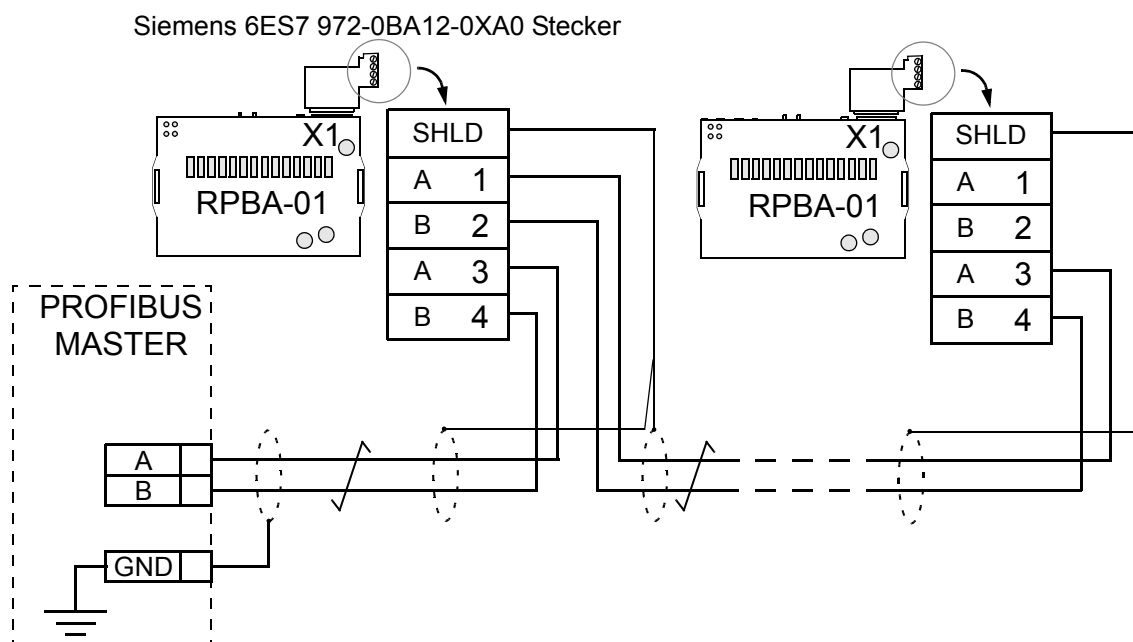 Siemens 6ES7 972-0BA12-0XA0 Stecker
X1
RPBA-01
SHLD
A 1
B 2
A 3
B 4
X1
RPBA-01
SHLD
A 1
B 2
A 3
B 4
PROFIBUS
MASTER
A
B
GND